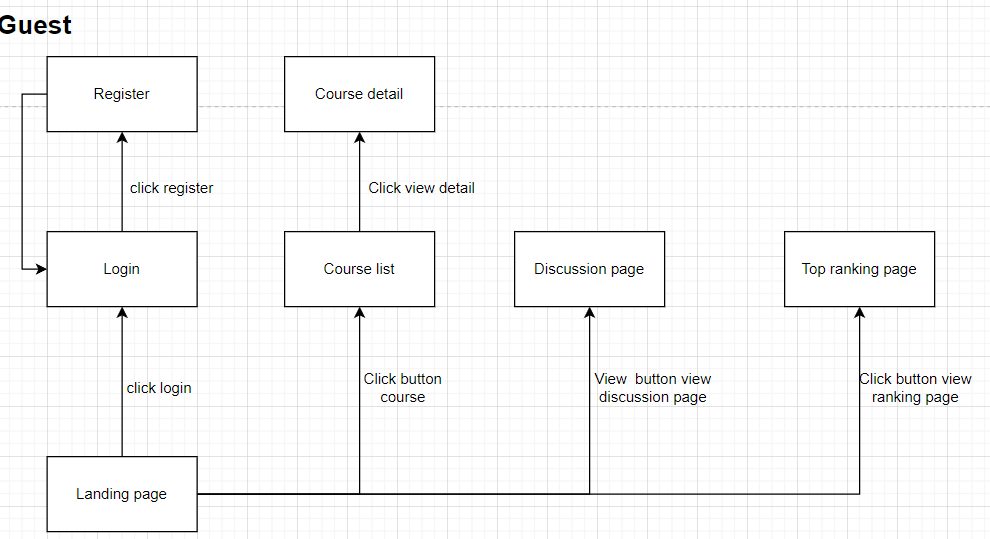 Guest
Register
Course detail
click register
Click view detail
Login
Course list
Discussion page
Top ranking page
click login
Click button
course
View  button view
discussion page
Click button view
ranking page
Landing page